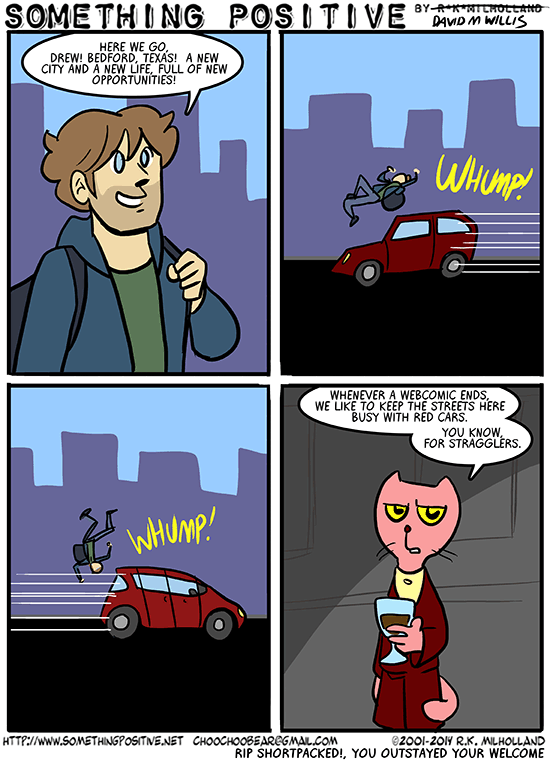 SOMETHING POSITIVE BY R*K*MILHOLLAND
DAVID M WILLIS
HERE WE GO,
DREW! BEDFORD, TEXAS! A NEW
CITY AND A NEW LIFE, FULL OF NEW
OPPORTUNITIES!
WHUMP!
WHUMP!
WHENEVER A WEBCOMIC ENDS,
WE LIKE TO KEEP THE STREETS HERE
BUSY WITH RED CARS.
YOU KNOW,
FOR STRAGGLERS.
HTTP://WWW.SOMETHINGPOSITIVE.NET CHOOCHOOBEAR@GMAIL.COM ©2001-2014 R.K. MILHOLLAND
RIP SHORTPACKED!, YOU OUTSTAYED YOUR WELCOME